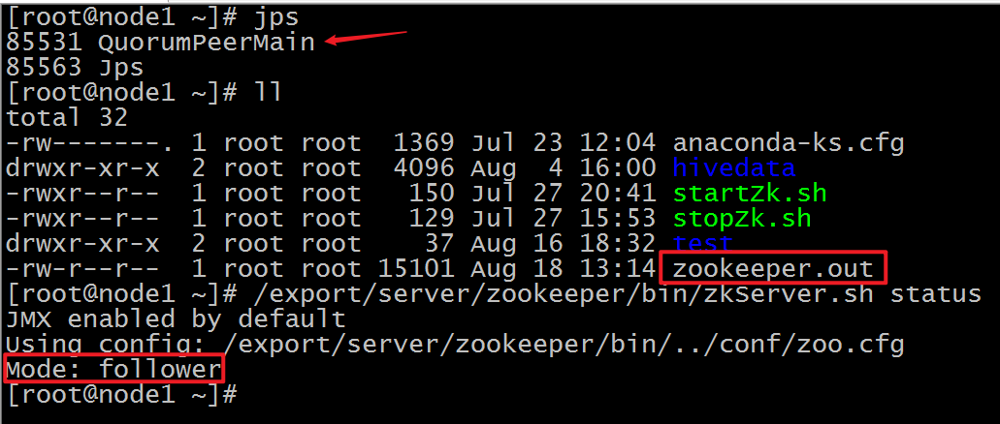 [root@node1 ~]# jps
85531 QuorumPeerMain
85563 Jps
[root@node1 ~]# ll
total 32
-rw-------. 1 root root  1369 Jul 23 12:04 anaconda-ks.cfg
drwxr-xr-x  2 root root  4096 Aug  4 16:00 hivedata
-rwxr--r--  1 root root   150 Jul 27 20:41 startZk.sh
-rwxr--r--  1 root root   129 Jul 27 15:53 stopZk.sh
drwxr-xr-x  2 root root    37 Aug 16 18:32 test
-rw-r--r--  1 root root 15101 Aug 18 13:14 zookeeper.out
[root@node1 ~]# /export/server/zookeeper/bin/zkServer.sh status
JMX enabled by default
Using config: /export/server/zookeeper/bin/../conf/zoo.cfg
Mode: follower
[root@node1 ~]#